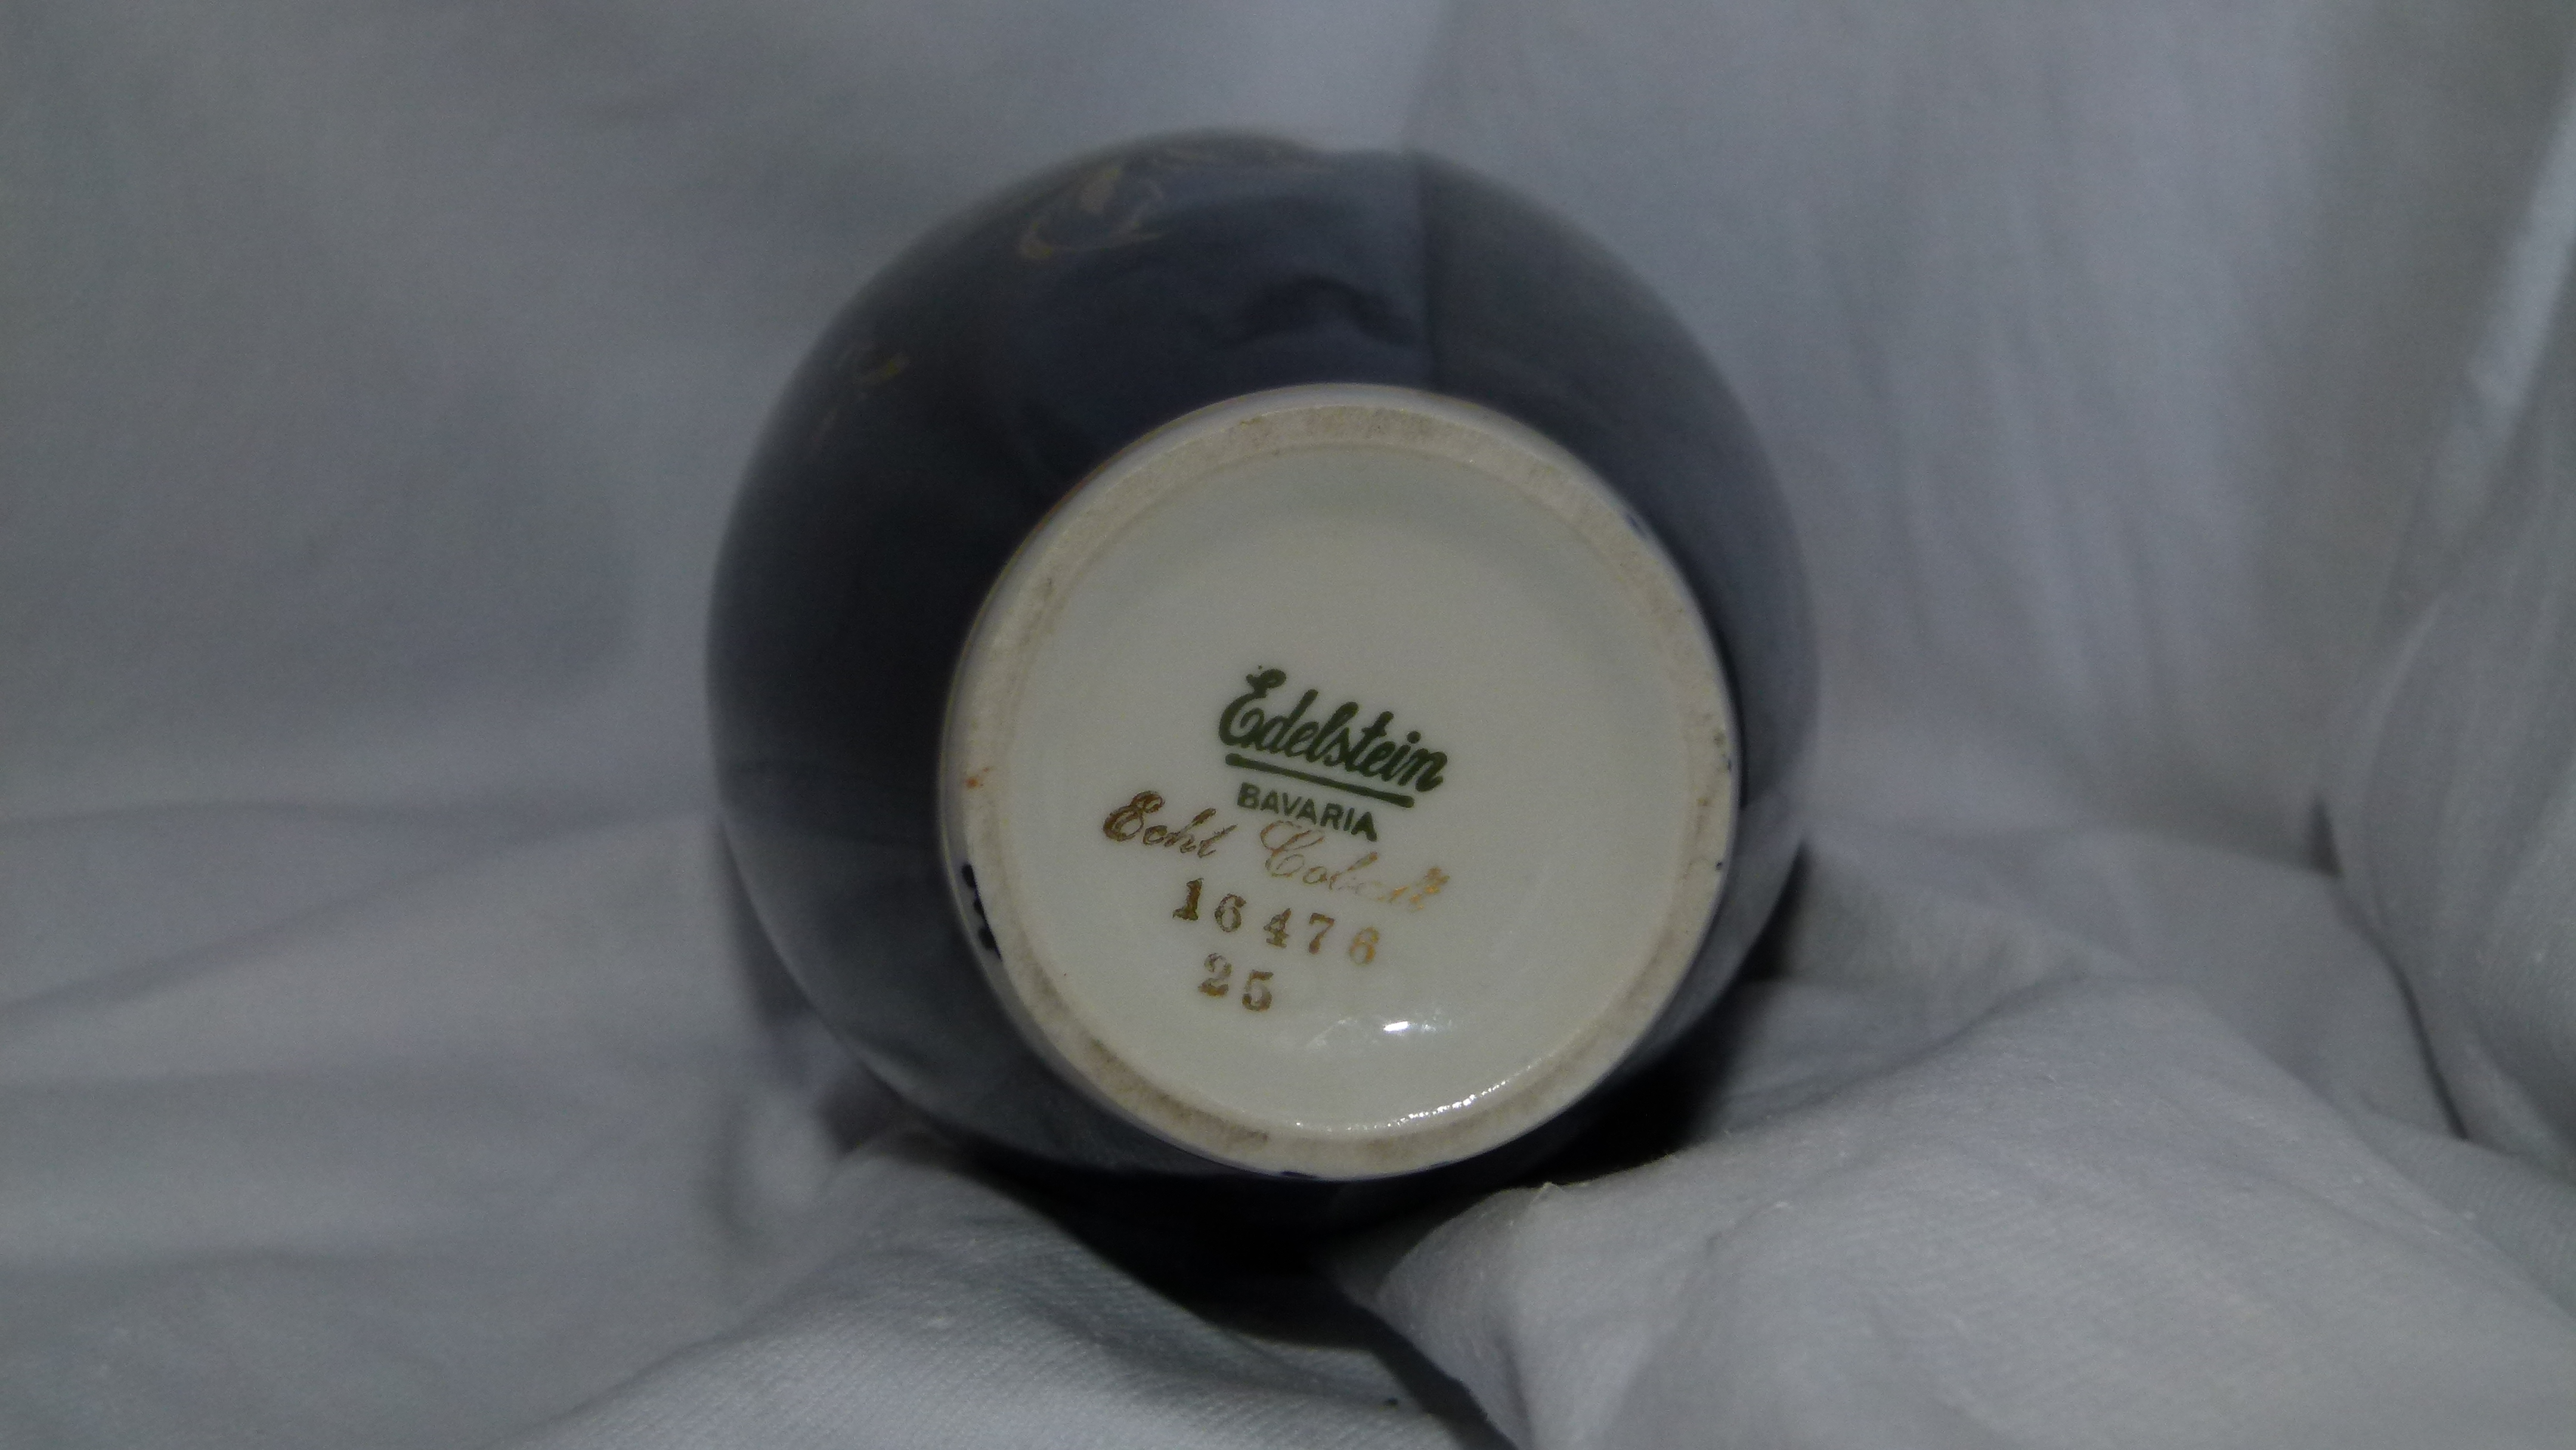 Edelstein
BAVARIA
Echt Cobalt
16476
25